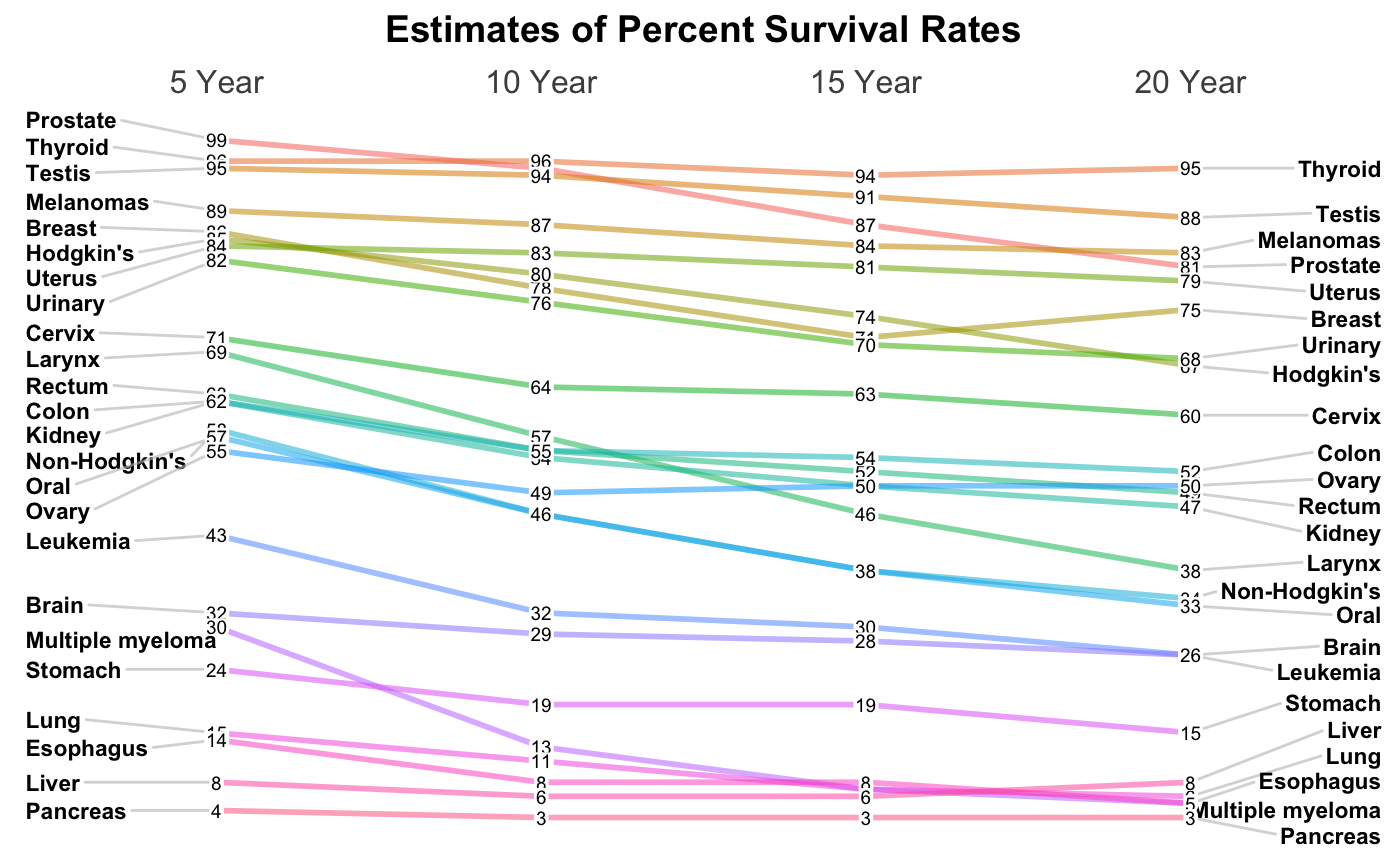 Estimates of Percent Survival Rates
5 Year 10 Year 15 Year 20 Year
Prostate 99
Thyroid 96 96 94 95 Thyroid
Testis 95 94 91 88 Testis
Melanomas 89 87 84 83 Melanomas
87 81 Prostate
Breast 78 75 Breast
Hodgkin's 80 74 Hodgkin's
Uterus 84 83 81 79 Uterus
Urinary 82 76 70 68 Urinary
Cervix 71 64 63 60 Cervix
Larynx 69 57 46 38 Larynx
Rectum 55 52 Rectum
Colon 62 54 52 Colon
Kidney 50 47 Kidney
Non-Hodgkin's 46 38 Non-Hodgkin's
Oral 57 33 Oral
Ovary 55 49 50 Ovary
Leukemia 43 32 30 26 Leukemia
Brain 32 29 28 Brain
Multiple myeloma 30 13 5 Multiple myeloma
Stomach 24 19 19 15 Stomach
Lung 11 8 Lung
Esophagus 14 8 Esophagus
Liver 8 6 6 8 Liver
Pancreas 4 3 3 3 Pancreas